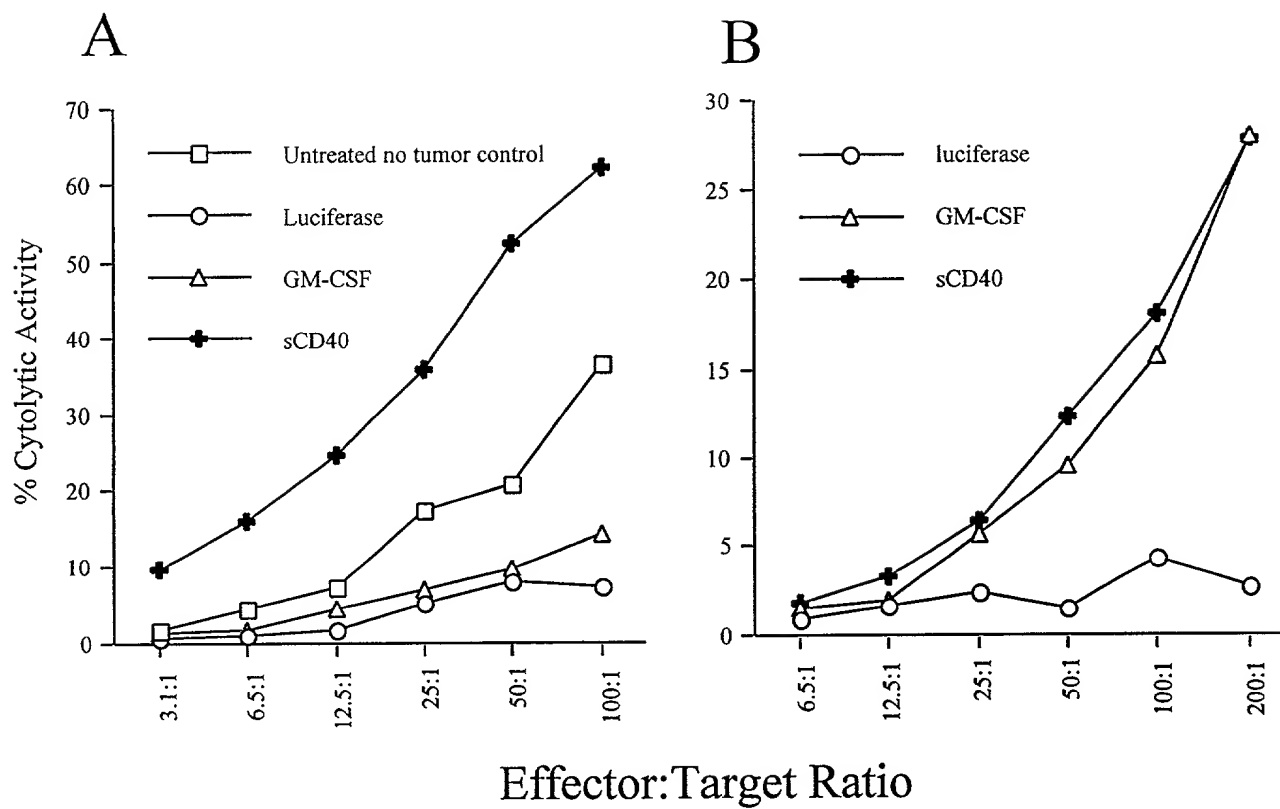 A
% Cytolytic Activity
70
60
50
40
30
20
10
0
Untreated no tumor control
Luciferase
GM-CSF
sCD40
3.1:1
6.5:1
12.5:1
25:1
50:1
100:1
B
30
25
20
15
10
5
0
luciferase
GM-CSF
sCD40
6.5:1
12.5:1
25:1
50:1
100:1
200:1
Effector:Target Ratio